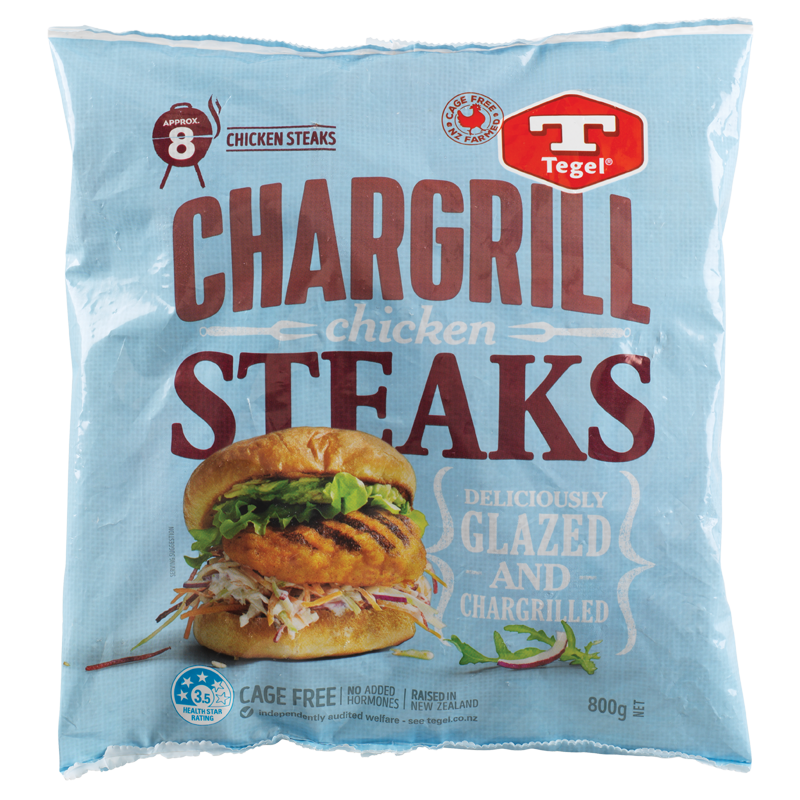 APPROX.
8
CHICKEN STEAKS
CAGE FREE
NZ FARMED
T
Tegel®
CHARGRILL
chicken
STEAKS
DELICIOUSLY
GLAZED
- AND -
CHARGRILLED
SERVING SUGGESTION
3.5
HEALTH STAR
RATING
CAGE FREE
NO ADDED
HORMONES
RAISED IN
NEW ZEALAND
independently audited welfare - see tegel.co.nz
800g NET